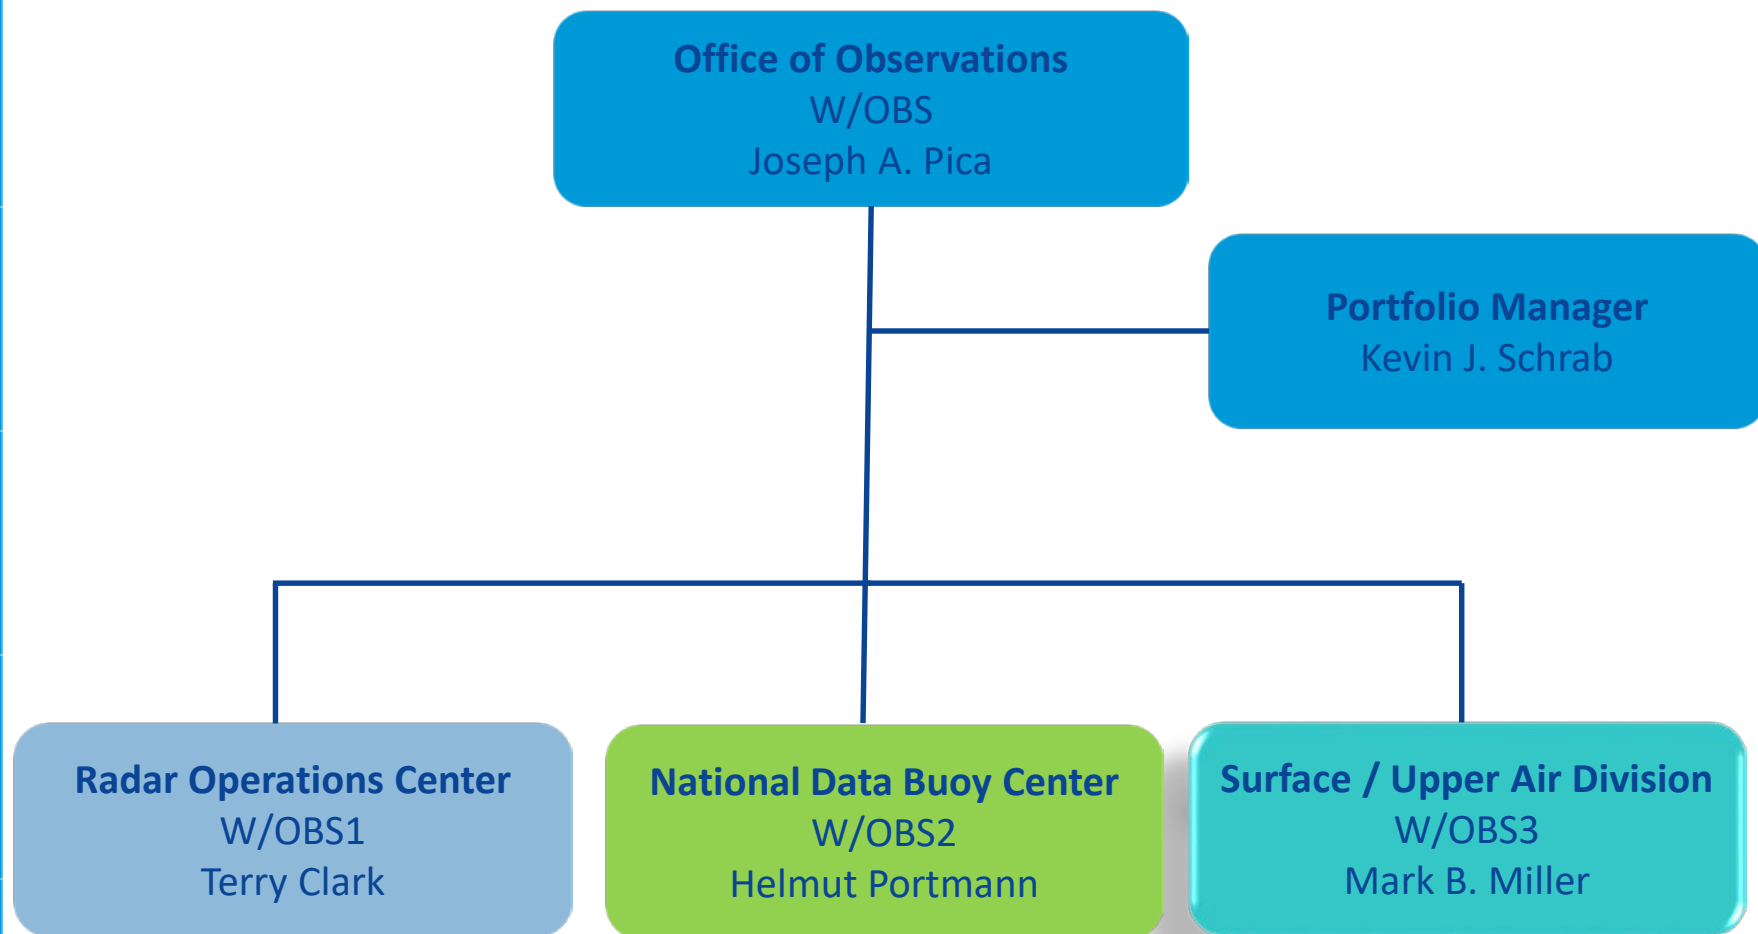 Office of Observations
W/OBS
Joseph A. Pica
Portfolio Manager
Kevin J. Schrab
Radar Operations Center
W/OBS1
Terry Clark
National Data Buoy Center
W/OBS2
Helmut Portmann
Surface / Upper Air Division
W/OBS3
Mark B. Miller